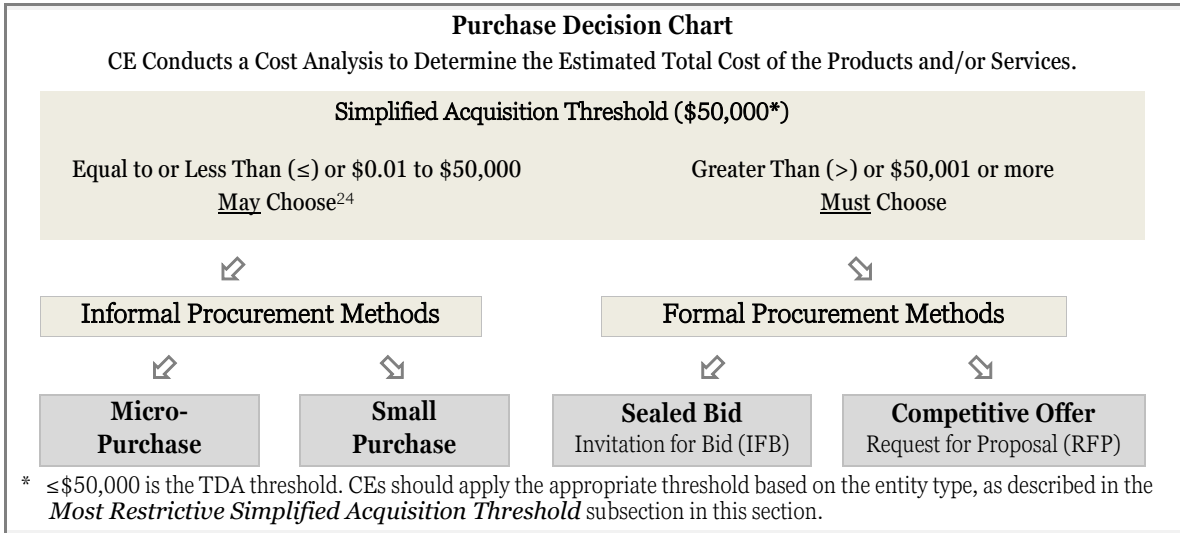 Purchase Decision Chart
CE Conducts a Cost Analysis to Determine the Estimated Total Cost of the Products and/or Services.
Simplified Acquisition Threshold ($50,000*)
Equal to or Less Than (≤) or $0.01 to $50,000
May Choose24
Greater Than (>) or $50,001 or more
Must Choose
Informal Procurement Methods
Formal Procurement Methods
Micro-
Purchase
Small
Purchase
Sealed Bid
Invitation for Bid (IFB)
Competitive Offer
Request for Proposal (RFP)
* ≤$50,000 is the TDA threshold. CEs should apply the appropriate threshold based on the entity type, as described in the
Most Restrictive Simplified Acquisition Threshold subsection in this section.